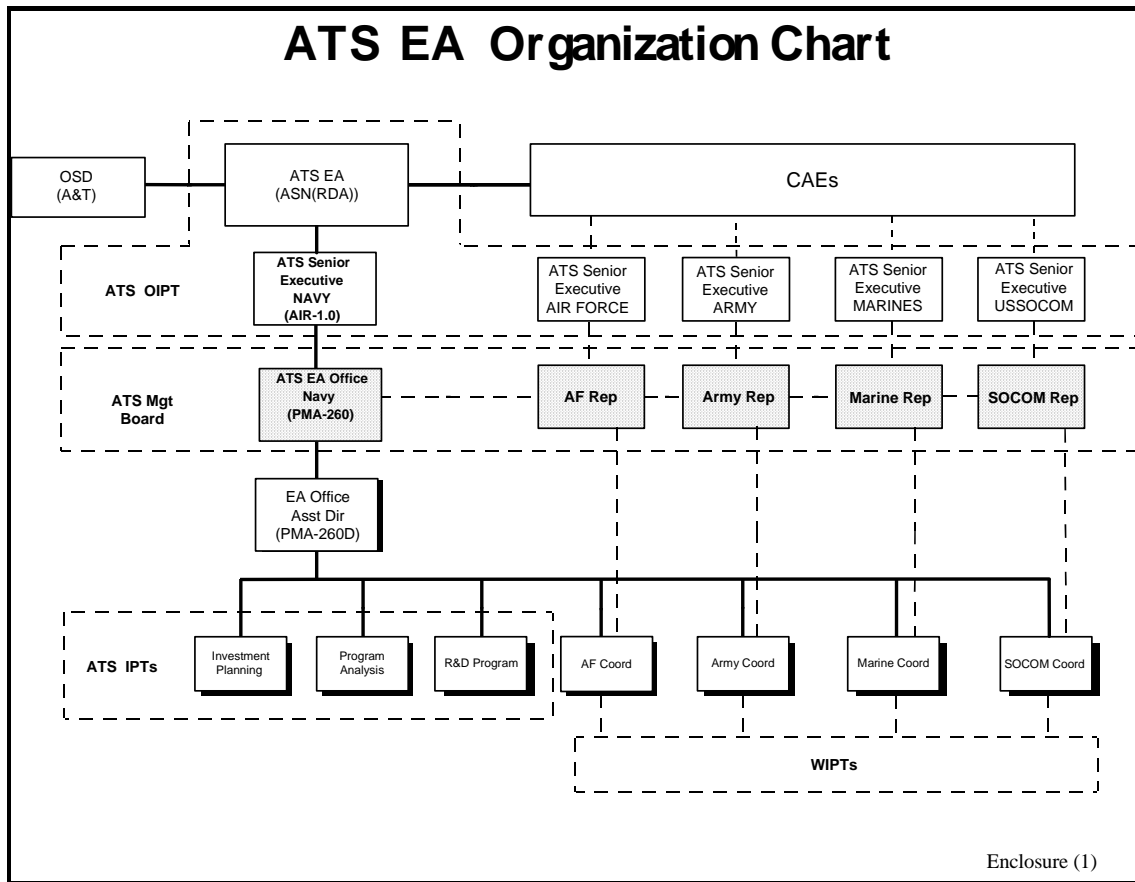 ATS EA Organization Chart
OSD
(A&T)
ATS EA
(ASN(RDA))
CAEs
ATS OIPT
ATS Senior
Executive
NAVY
(AIR-1.0)
ATS Senior
Executive
AIR FORCE
ATS Senior
Executive
ARMY
ATS Senior
Executive
MARINES
ATS Senior
Executive
USSOCOM
ATS Mgt
Board
ATS EA Office
Navy
(PMA-260)
AF Rep
Army Rep
Marine Rep
SOCOM Rep
EA Office
Asst Dir
(PMA-260D)
ATS IPTs
Investment
Planning
Program
Analysis
R&D Program
AF Coord
Army Coord
Marine Coord
SOCOM Coord
WIPTs
Enclosure (1)